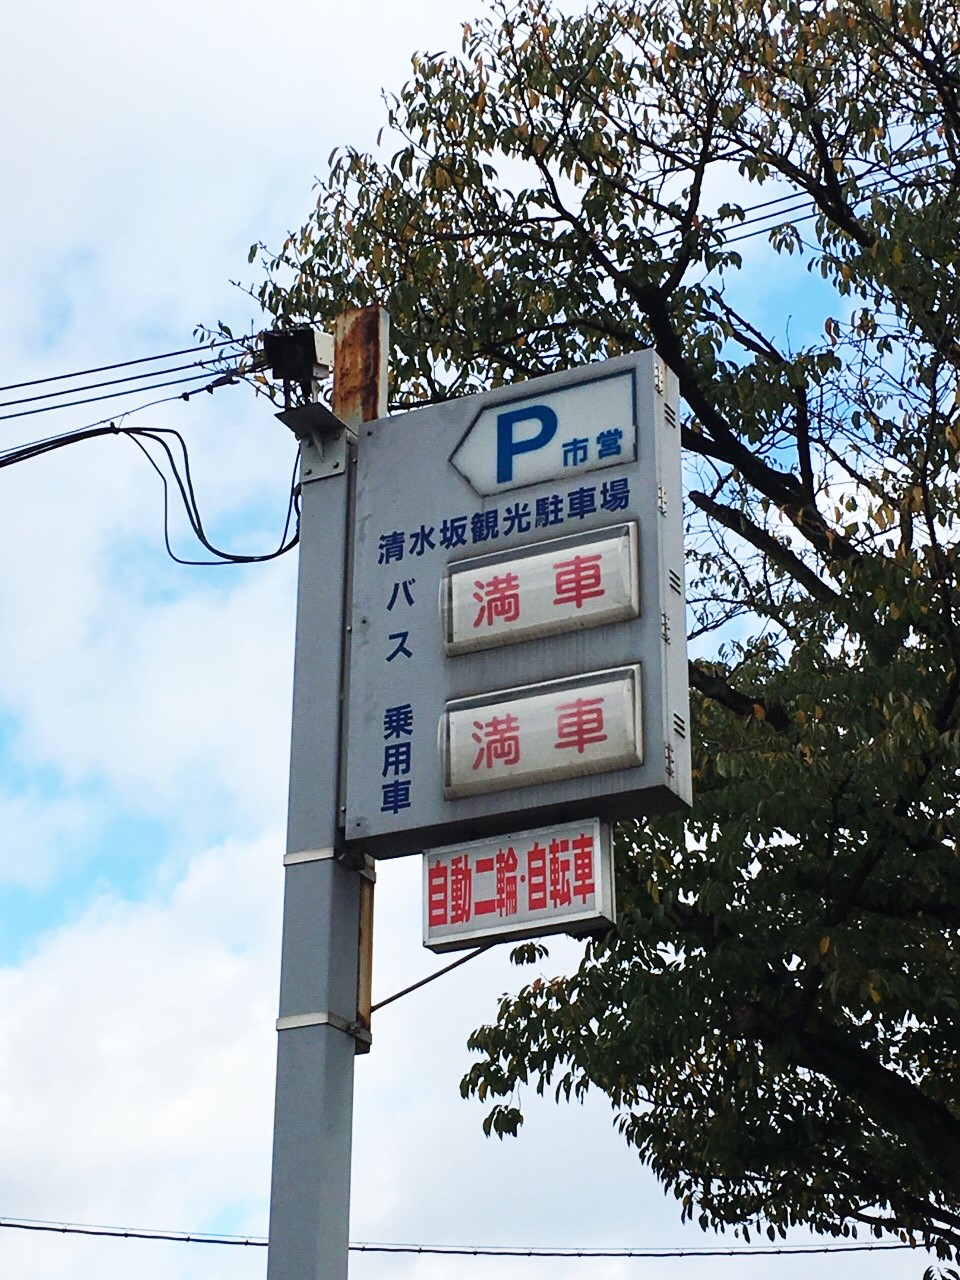 P 市営
清水坂観光駐車場
バス
満車
乗用車
満車
自動二輪・自転車